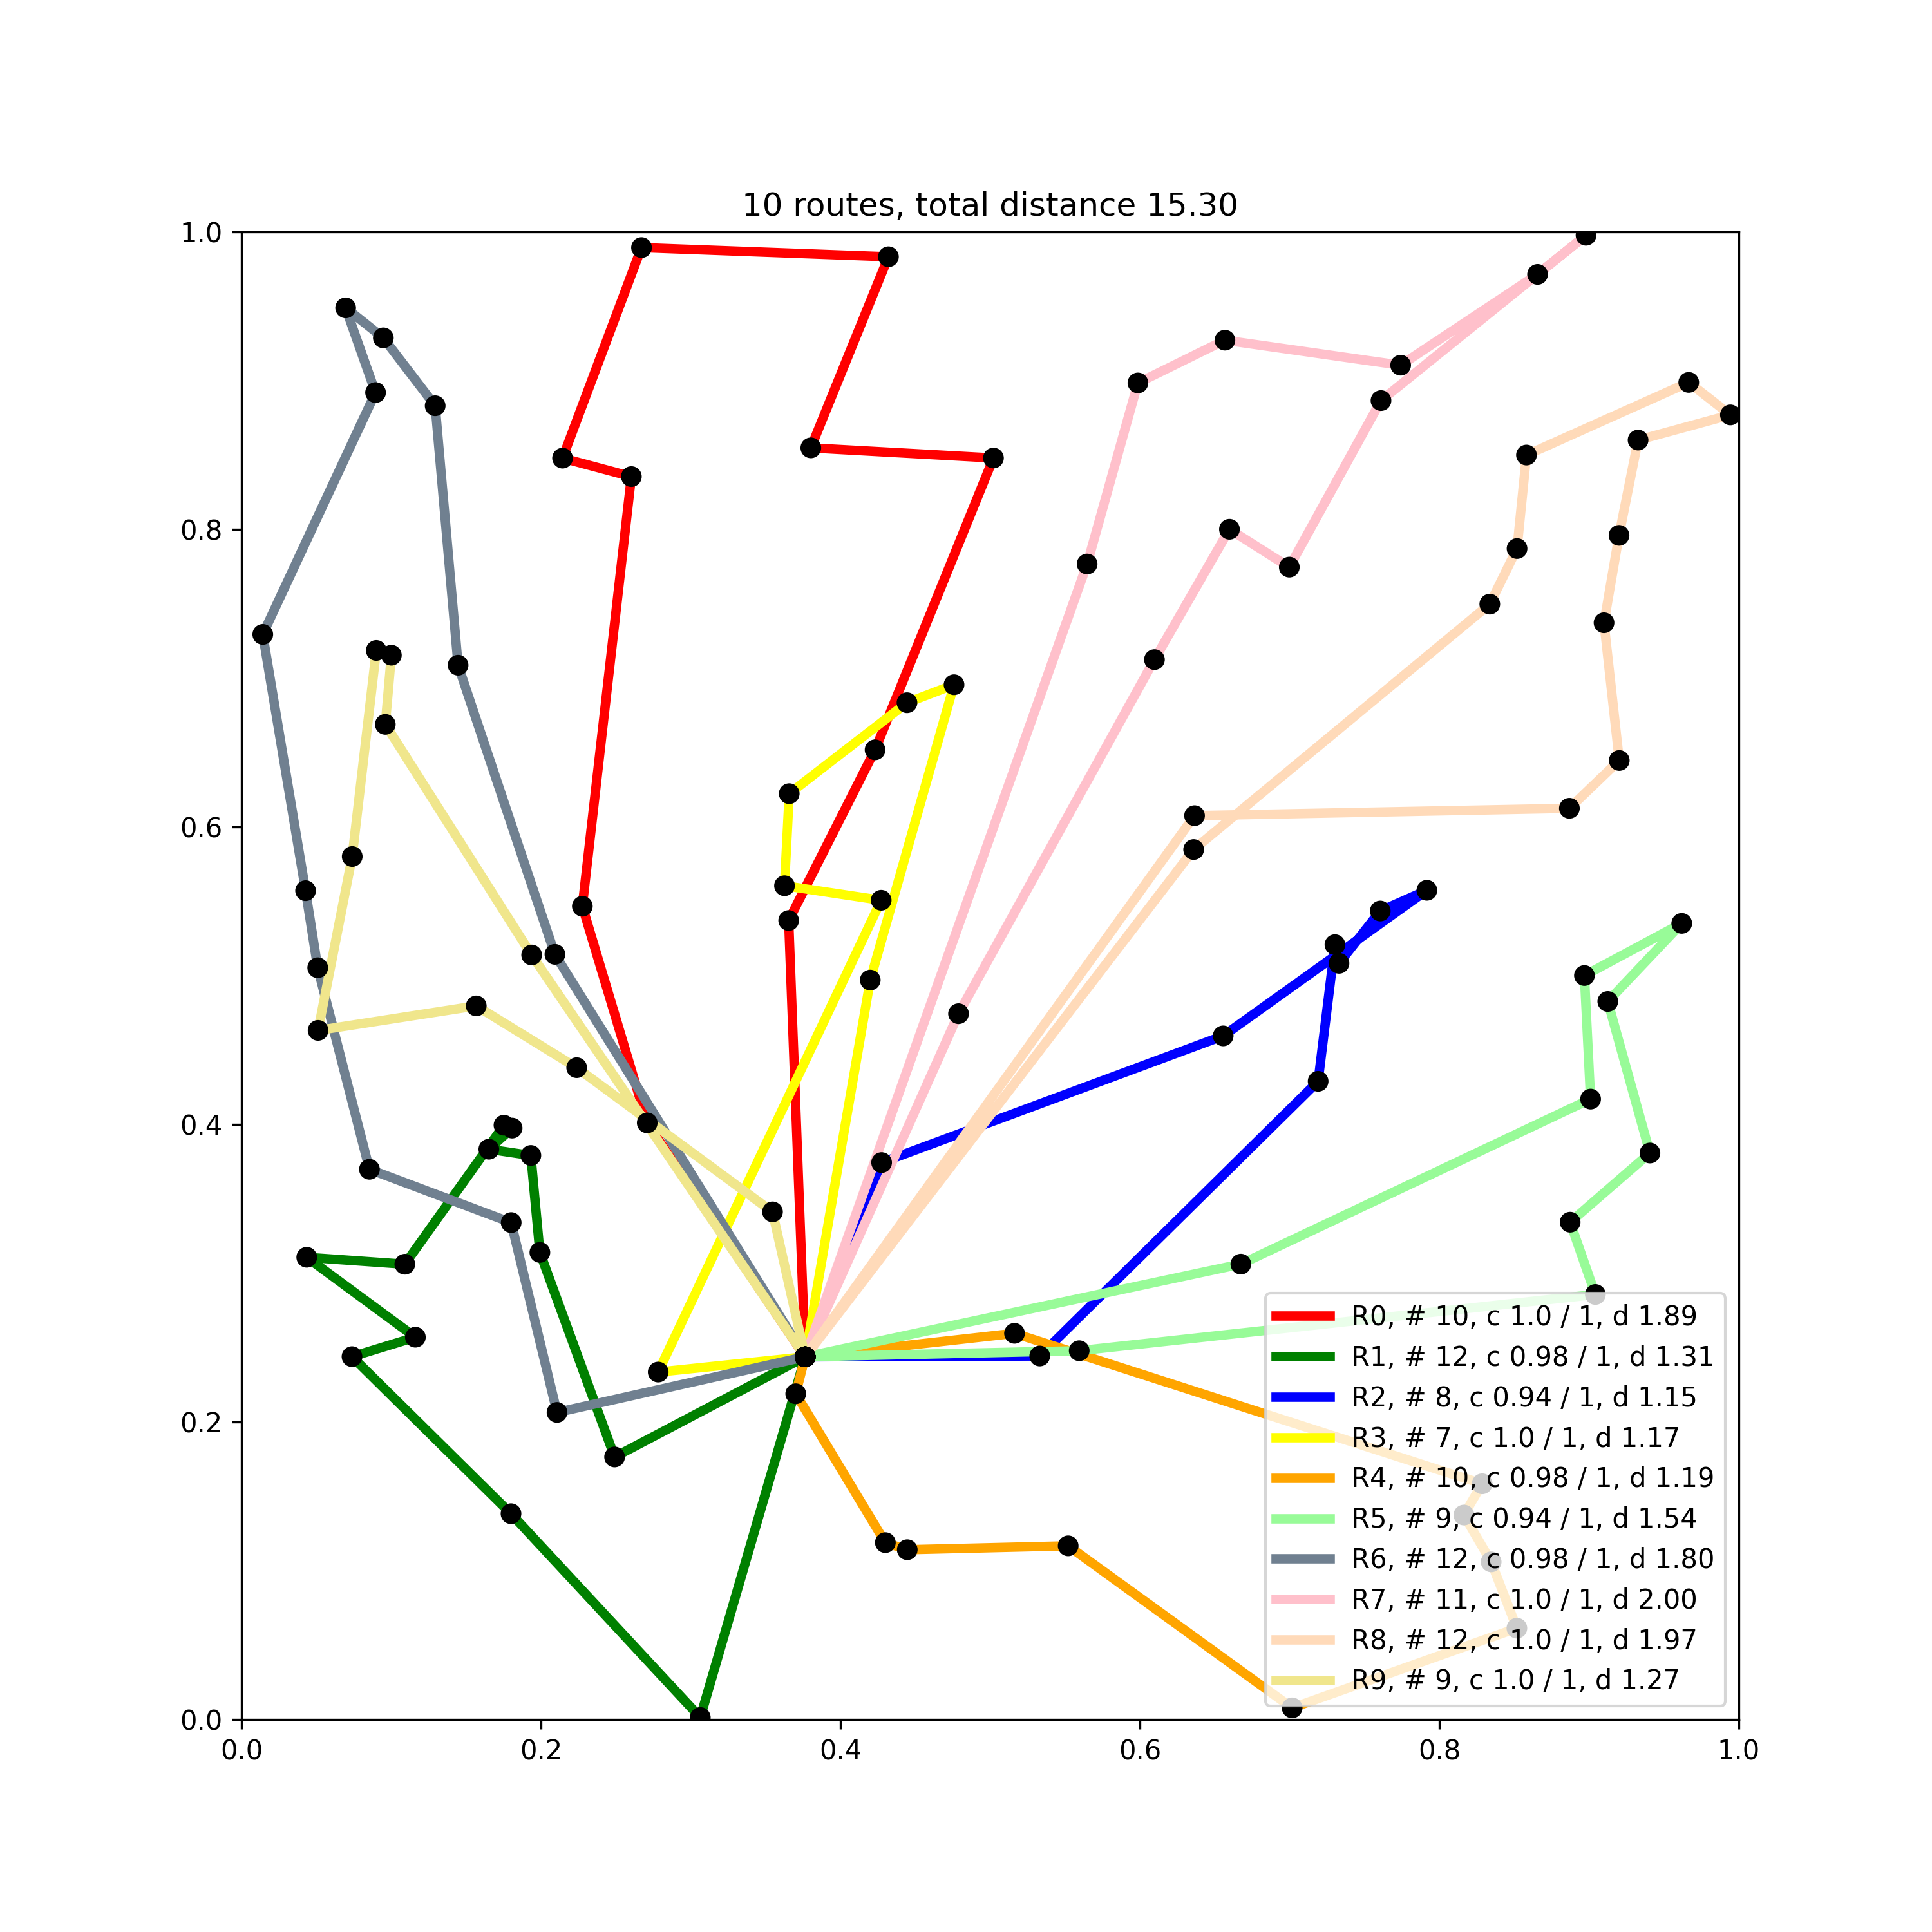 10 routes, total distance 15.30
1.0
0.8
0.6
0.4
0.2
0.0
0.0 0.2 0.4 0.6 0.8 1.0
R0, # 10, c 1.0 / 1, d 1.89
R1, # 12, c 0.98 / 1, d 1.31
R2, # 8, c 0.94 / 1, d 1.15
R3, # 7, c 1.0 / 1, d 1.17
R4, # 10, c 0.98 / 1, d 1.19
R5, # 9, c 0.94 / 1, d 1.54
R6, # 12, c 0.98 / 1, d 1.80
R7, # 11, c 1.0 / 1, d 2.00
R8, # 12, c 1.0 / 1, d 1.97
R9, # 9, c 1.0 / 1, d 1.27